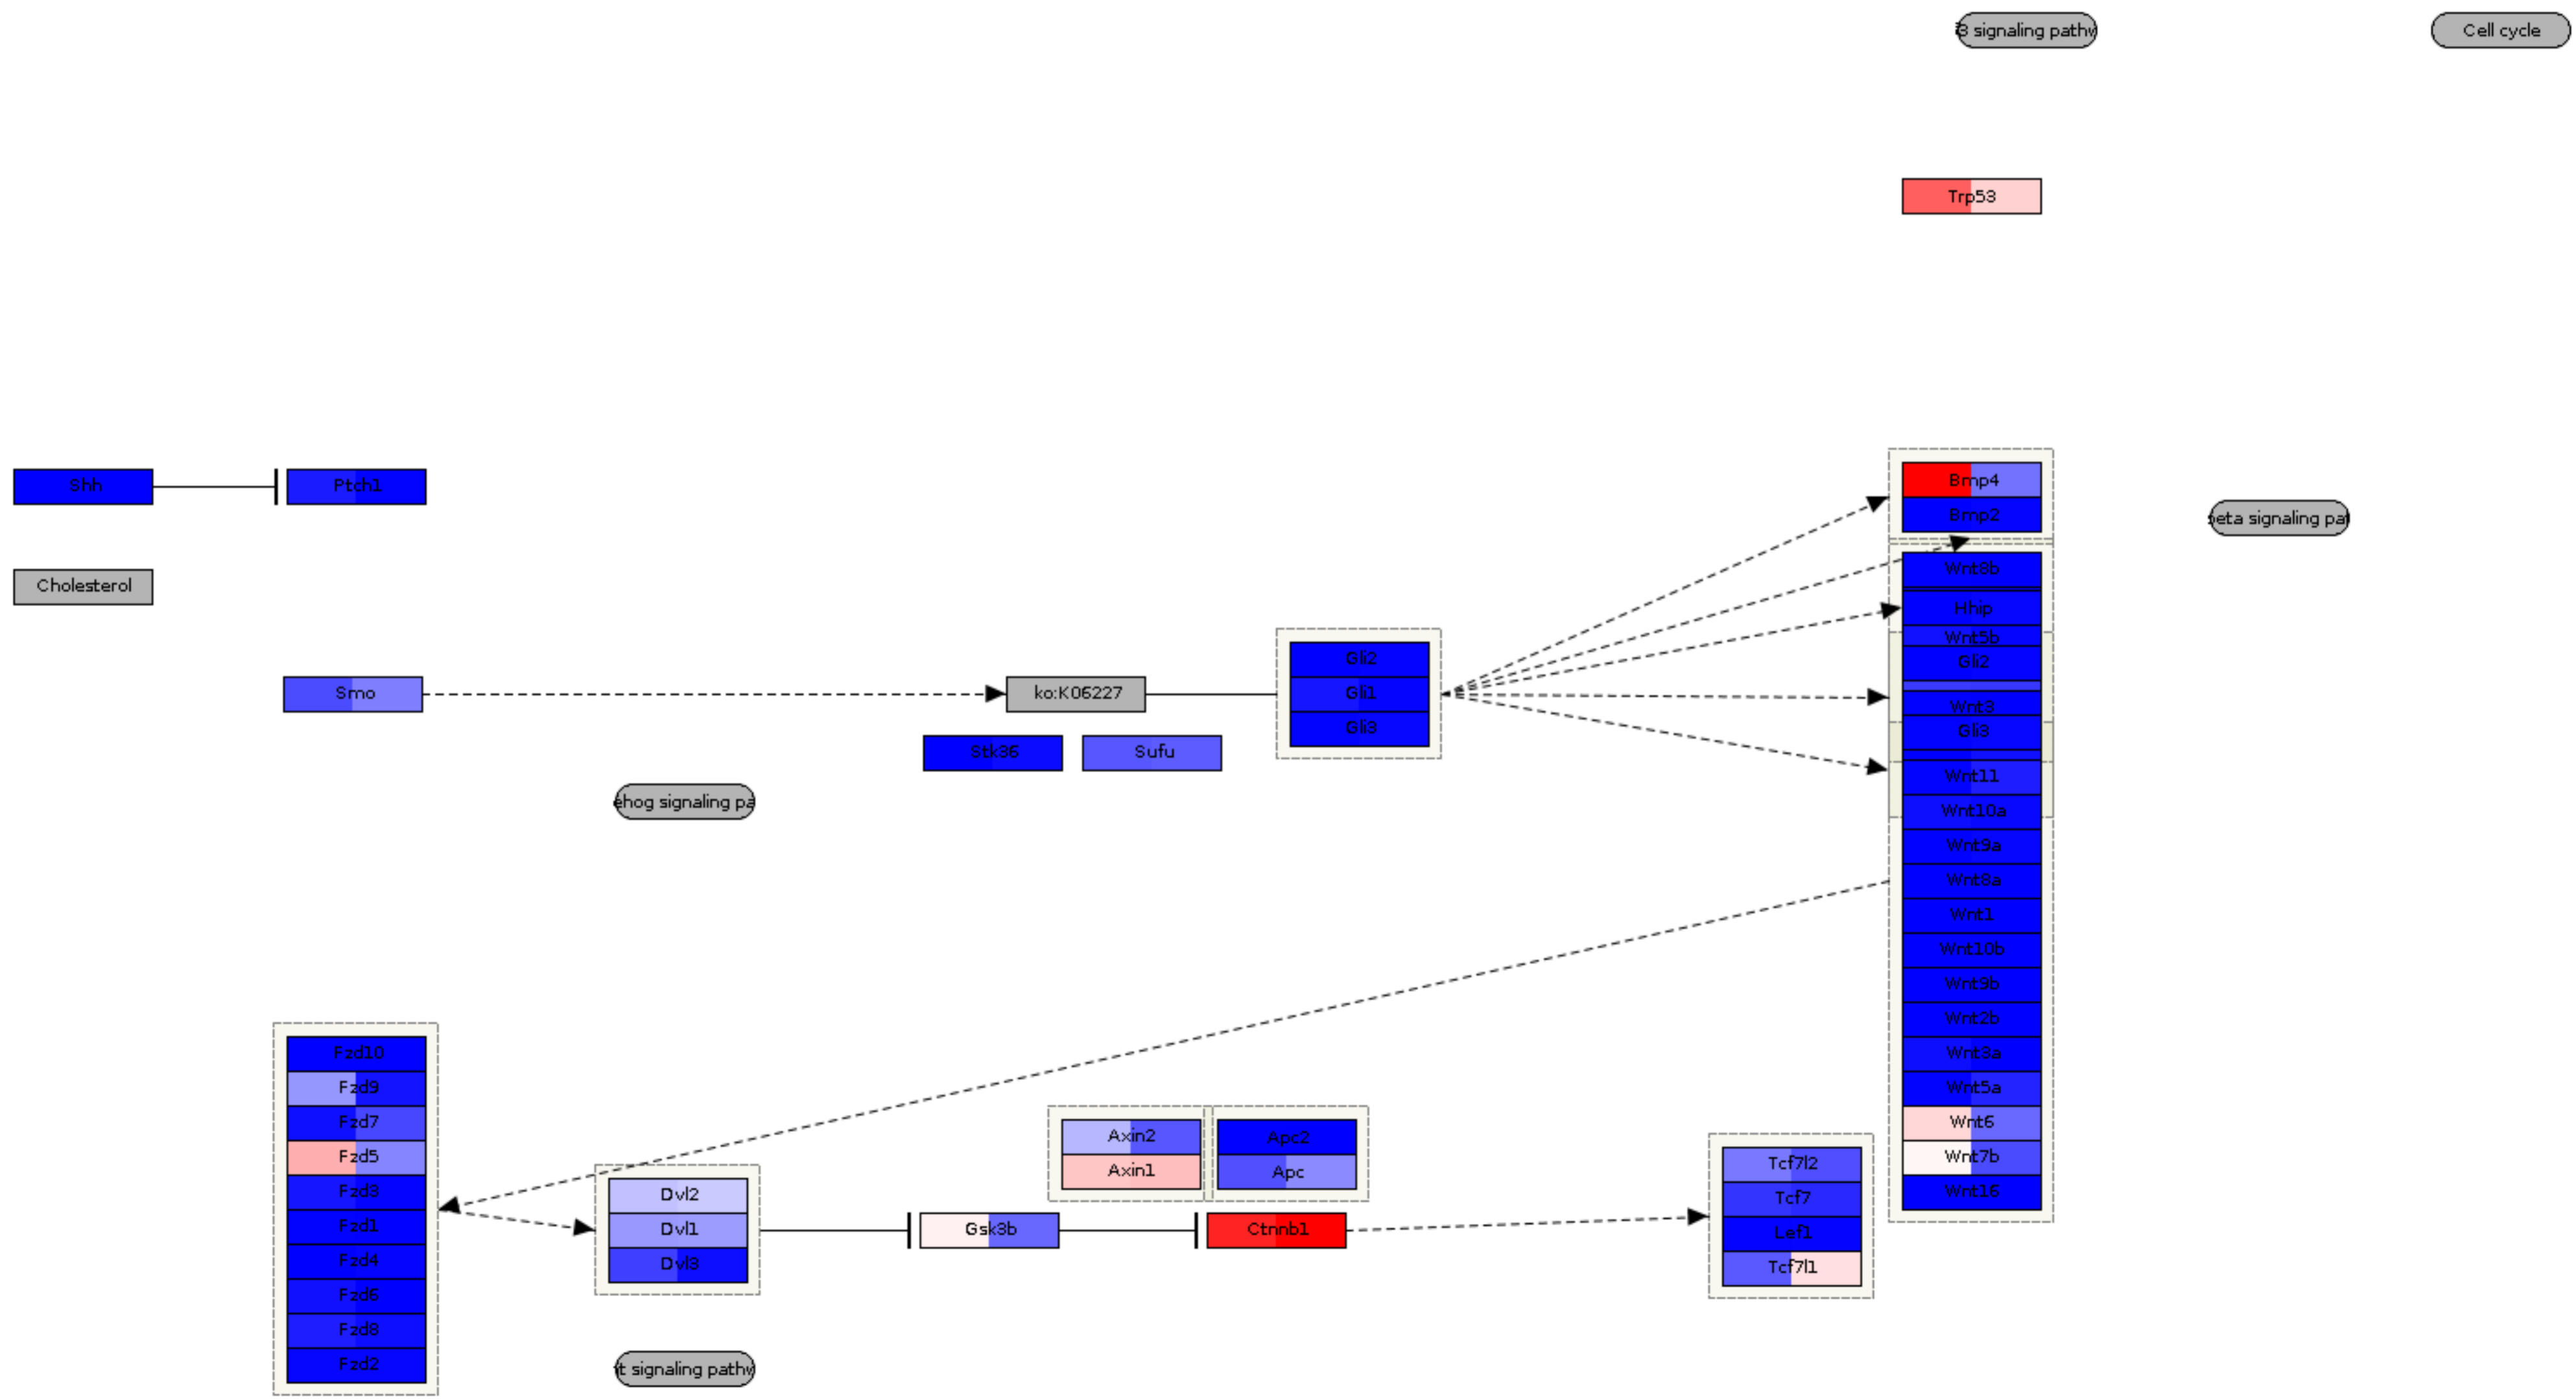 3 signaling pathw
Cell cycle
Trp53
Shh
Ptch1
Bmp4
Bmp2
beta signaling pat
Cholesterol
Wnt8b
Hhip
Wnt5b
Gli2
Wnt3
Gli3
Wnt11
Wnt10a
Wnt9a
Wnt8a
Wnt1
Wnt10b
Wnt9b
Wnt2b
Wnt3a
Wnt5a
Wnt6
Wnt7b
Wnt16
Smo
ko:K06227
Gli2
Gli1
Gli3
Stk36
Sufu
ehog signaling pa
Fzd10
Fzd9
Fzd7
Fzd5
Fzd3
Fzd1
Fzd4
Fzd6
Fzd8
Fzd2
Dvl2
Dvl1
Dvl3
Axin2
Axin1
Apc2
Apc
Gsk3b
Ctnnb1
Tcf7l2
Tcf7
Lef1
Tcf7l1
t signaling pathw